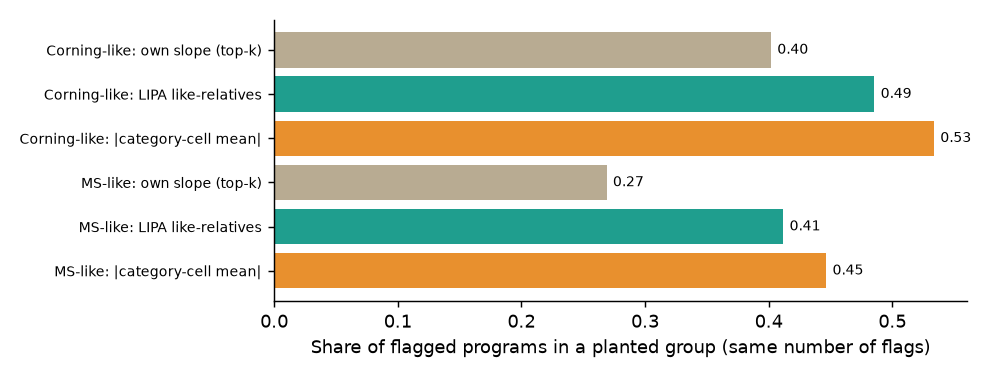 Corning-like: own slope (top-k)
0.40
Corning-like: LIPA like-relatives
0.49
Corning-like: |category-cell mean|
0.53
MS-like: own slope (top-k)
0.27
MS-like: LIPA like-relatives
0.41
MS-like: |category-cell mean|
0.45
0.0 0.1 0.2 0.3 0.4 0.5
Share of flagged programs in a planted group (same number of flags)